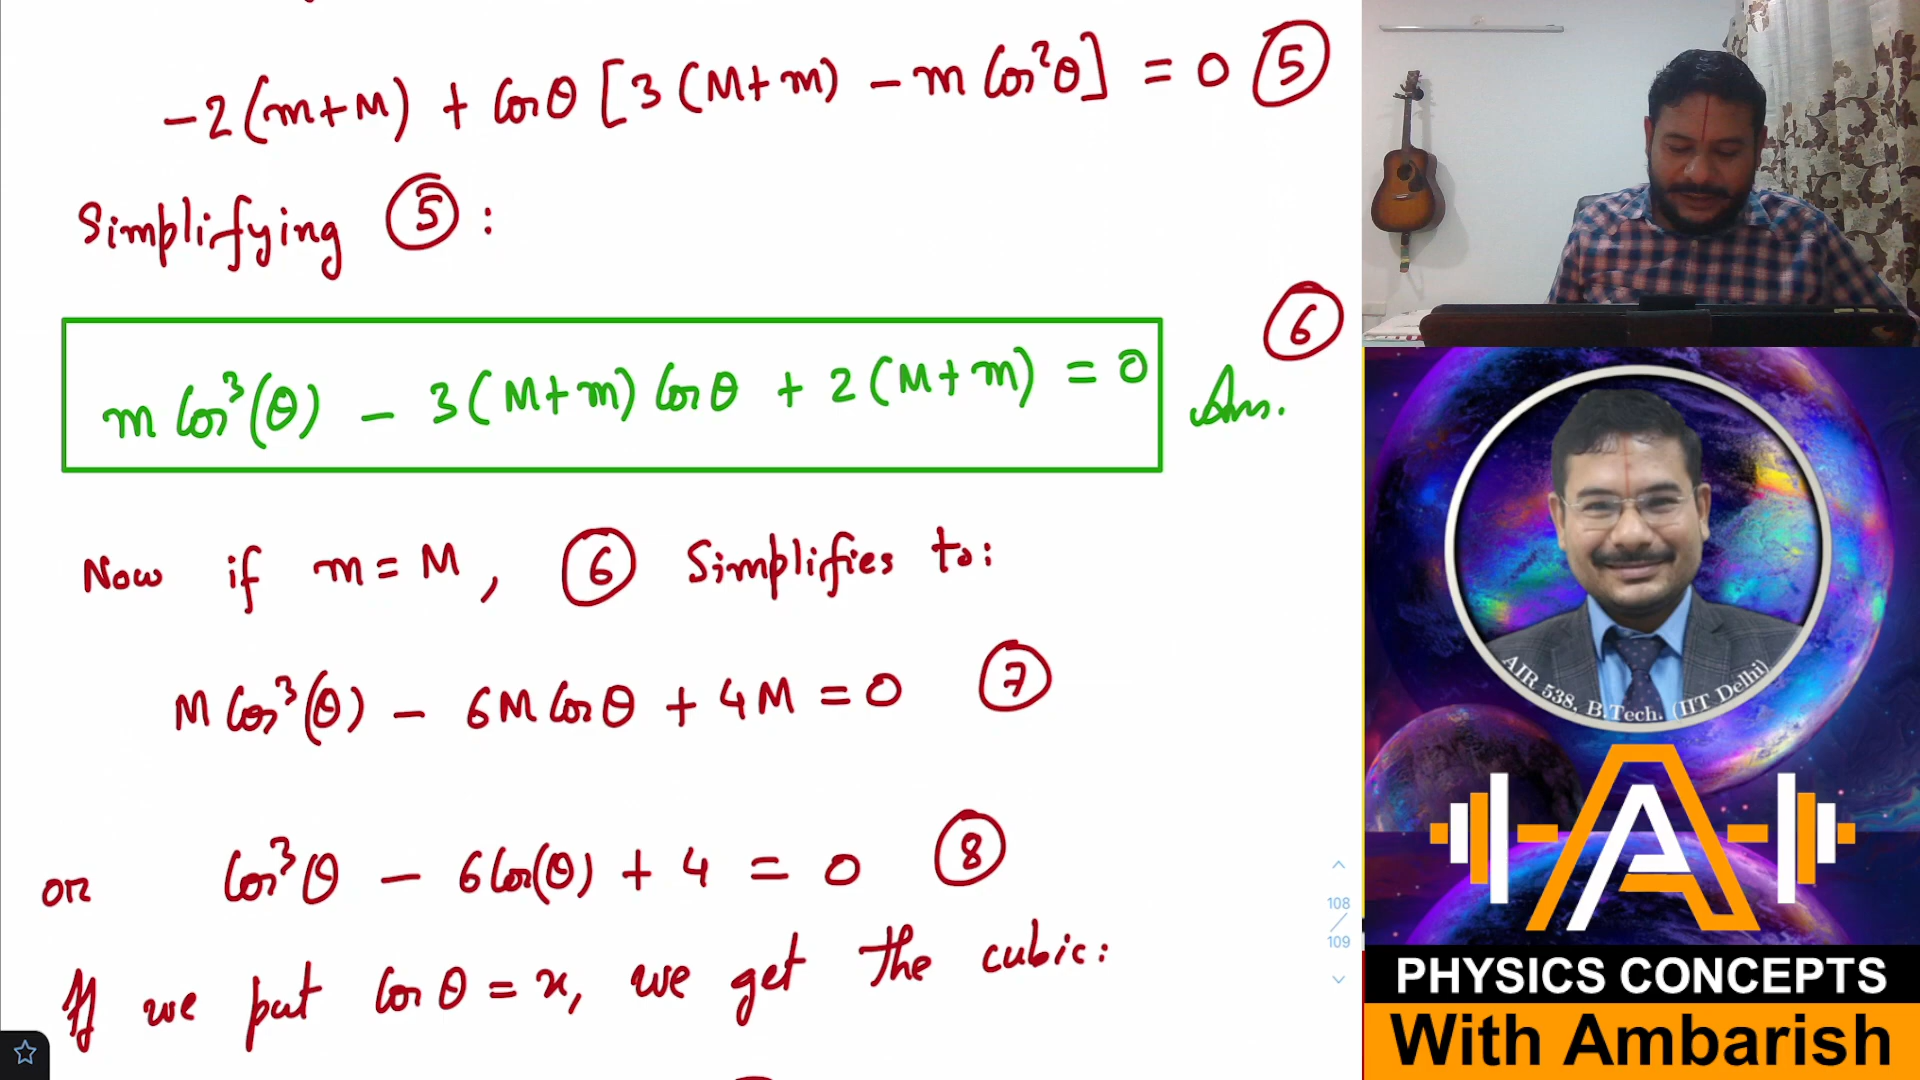 -2(m+M) + Cosθ [3(M+m) - m Cos²θ] = 0 ⑤
Simplifying ⑤ :
⑥
m Cos³(θ) - 3(M+m) Cosθ + 2(M+m) = 0 Ans.
Now if m = M, ⑥ Simplifies to:
M Cos³(θ) - 6M Cosθ + 4M = 0 ⑦
or Cos³θ - 6Cos(θ) + 4 = 0 ⑧
If we put Cosθ = x, we get the cubic:
108
/
109
AIR 538, B.Tech. (IIT Delhi)
A
PHYSICS CONCEPTS
With Ambarish